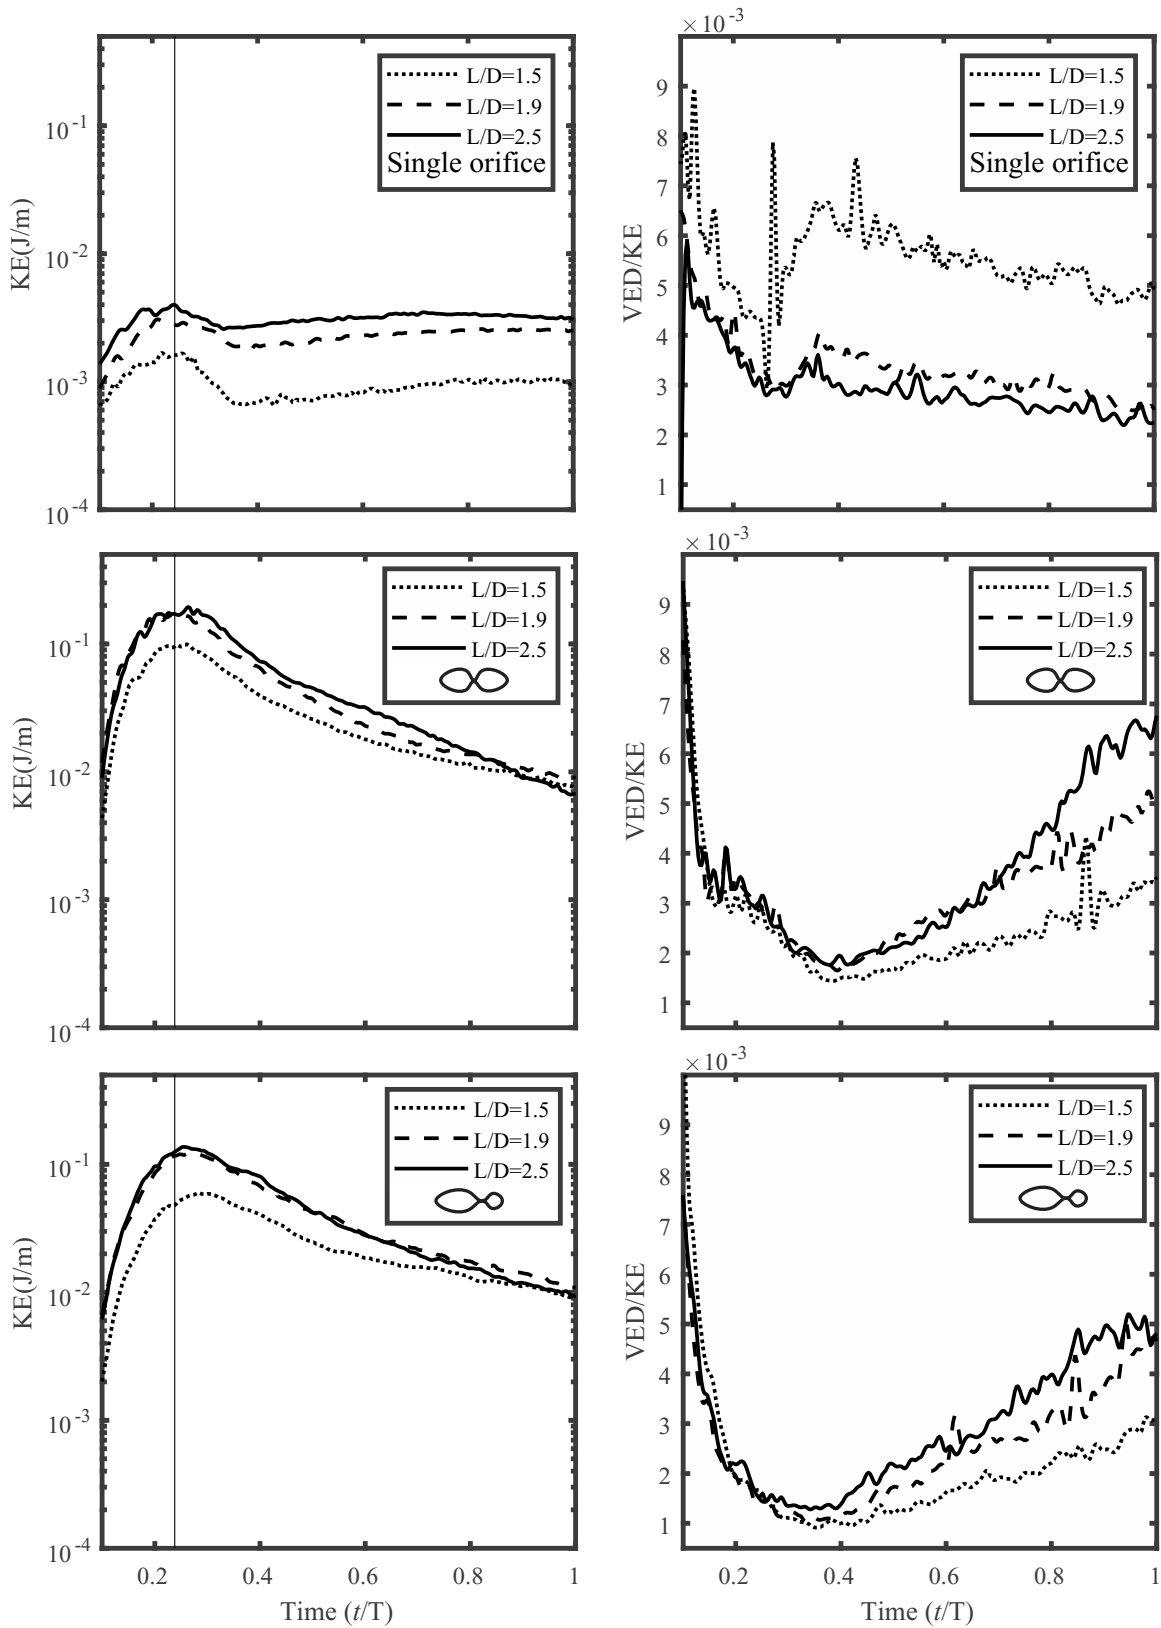 KE(J/m)
10⁻¹
10⁻²
10⁻³
10⁻⁴
L/D=1.5
L/D=1.9
L/D=2.5
Single orifice
×10⁻³
VED/KE
9
8
7
6
5
4
3
2
1
L/D=1.5
L/D=1.9
L/D=2.5
Single orifice
KE(J/m)
10⁻¹
10⁻²
10⁻³
10⁻⁴
L/D=1.5
L/D=1.9
L/D=2.5
×10⁻³
VED/KE
9
8
7
6
5
4
3
2
1
L/D=1.5
L/D=1.9
L/D=2.5
KE(J/m)
10⁻¹
10⁻²
10⁻³
10⁻⁴
L/D=1.5
L/D=1.9
L/D=2.5
0.2 0.4 0.6 0.8 1
Time (t/T)
×10⁻³
VED/KE
9
8
7
6
5
4
3
2
1
L/D=1.5
L/D=1.9
L/D=2.5
0.2 0.4 0.6 0.8 1
Time (t/T)